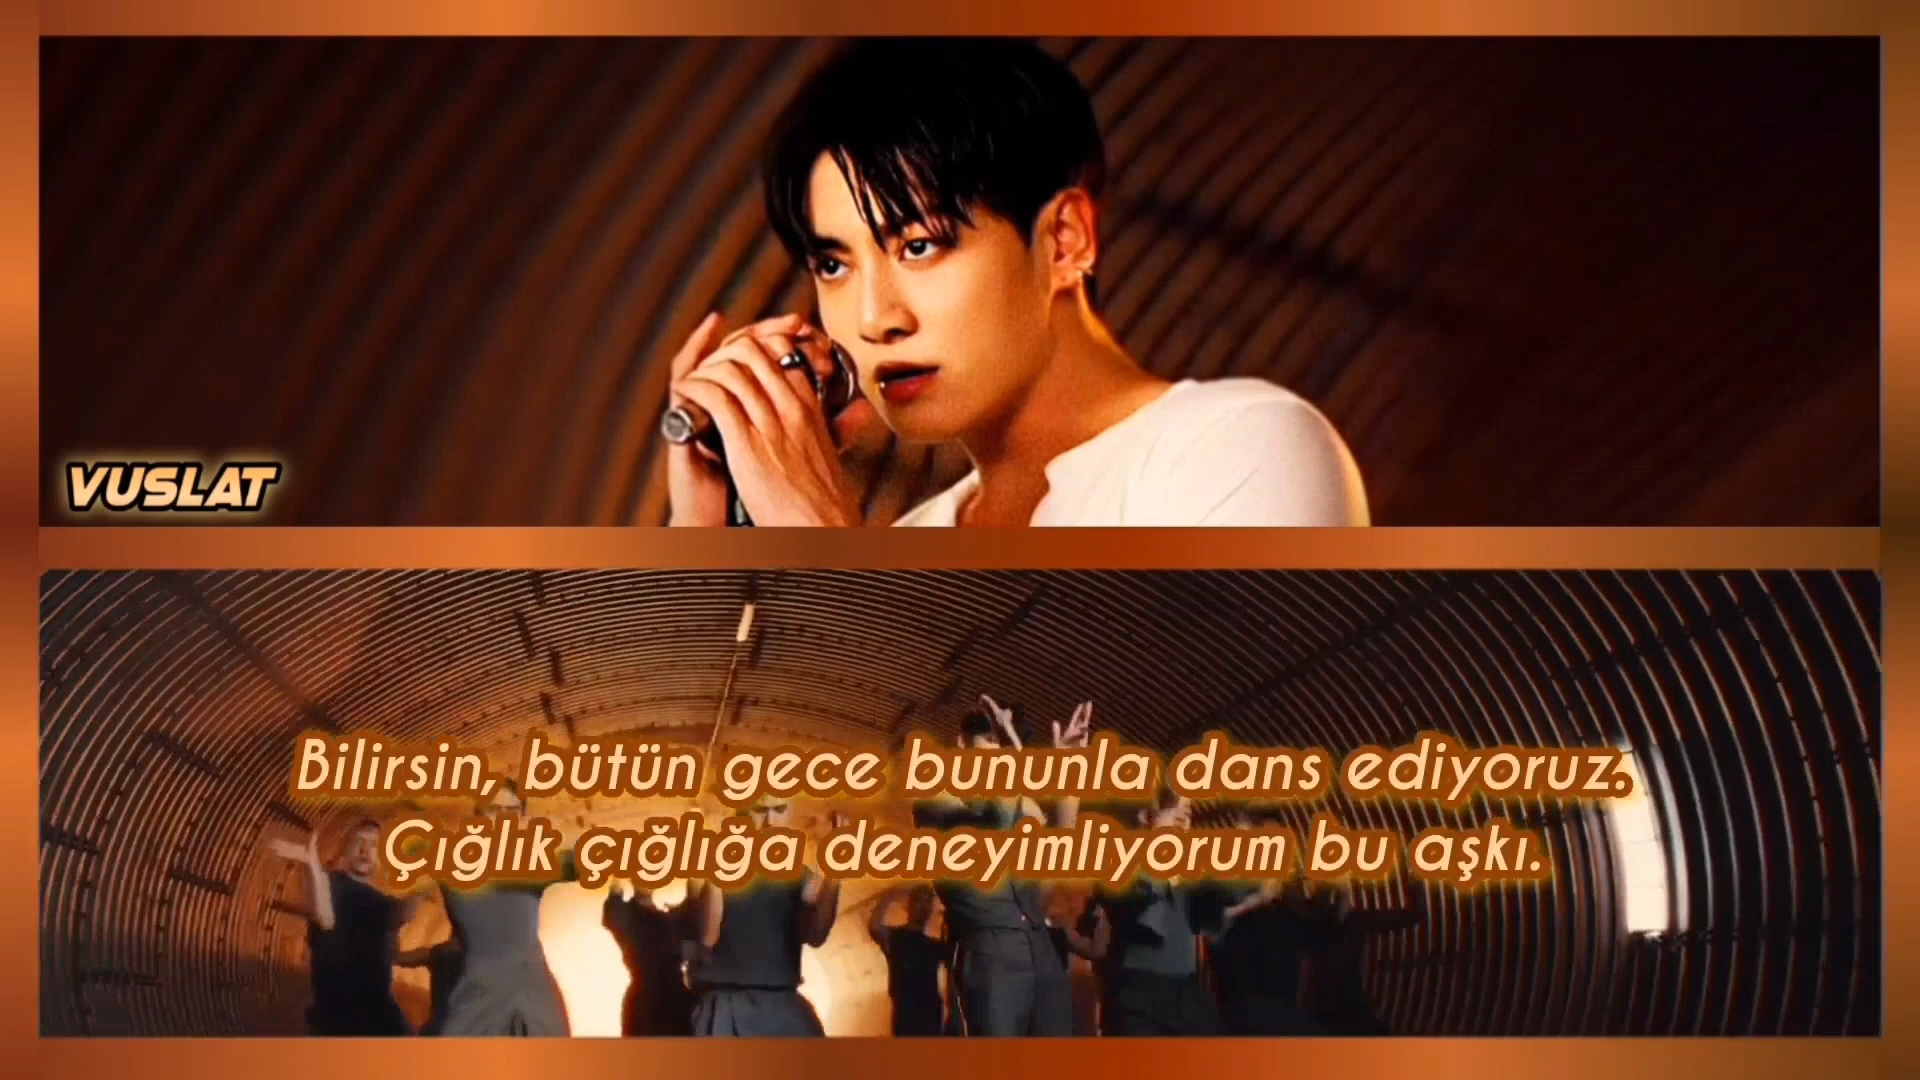 VUSLAT
Bilirsin, bütün gece bununla dans ediyoruz.
Çığlık çığlığa deneyimliyorum bu aşkı.